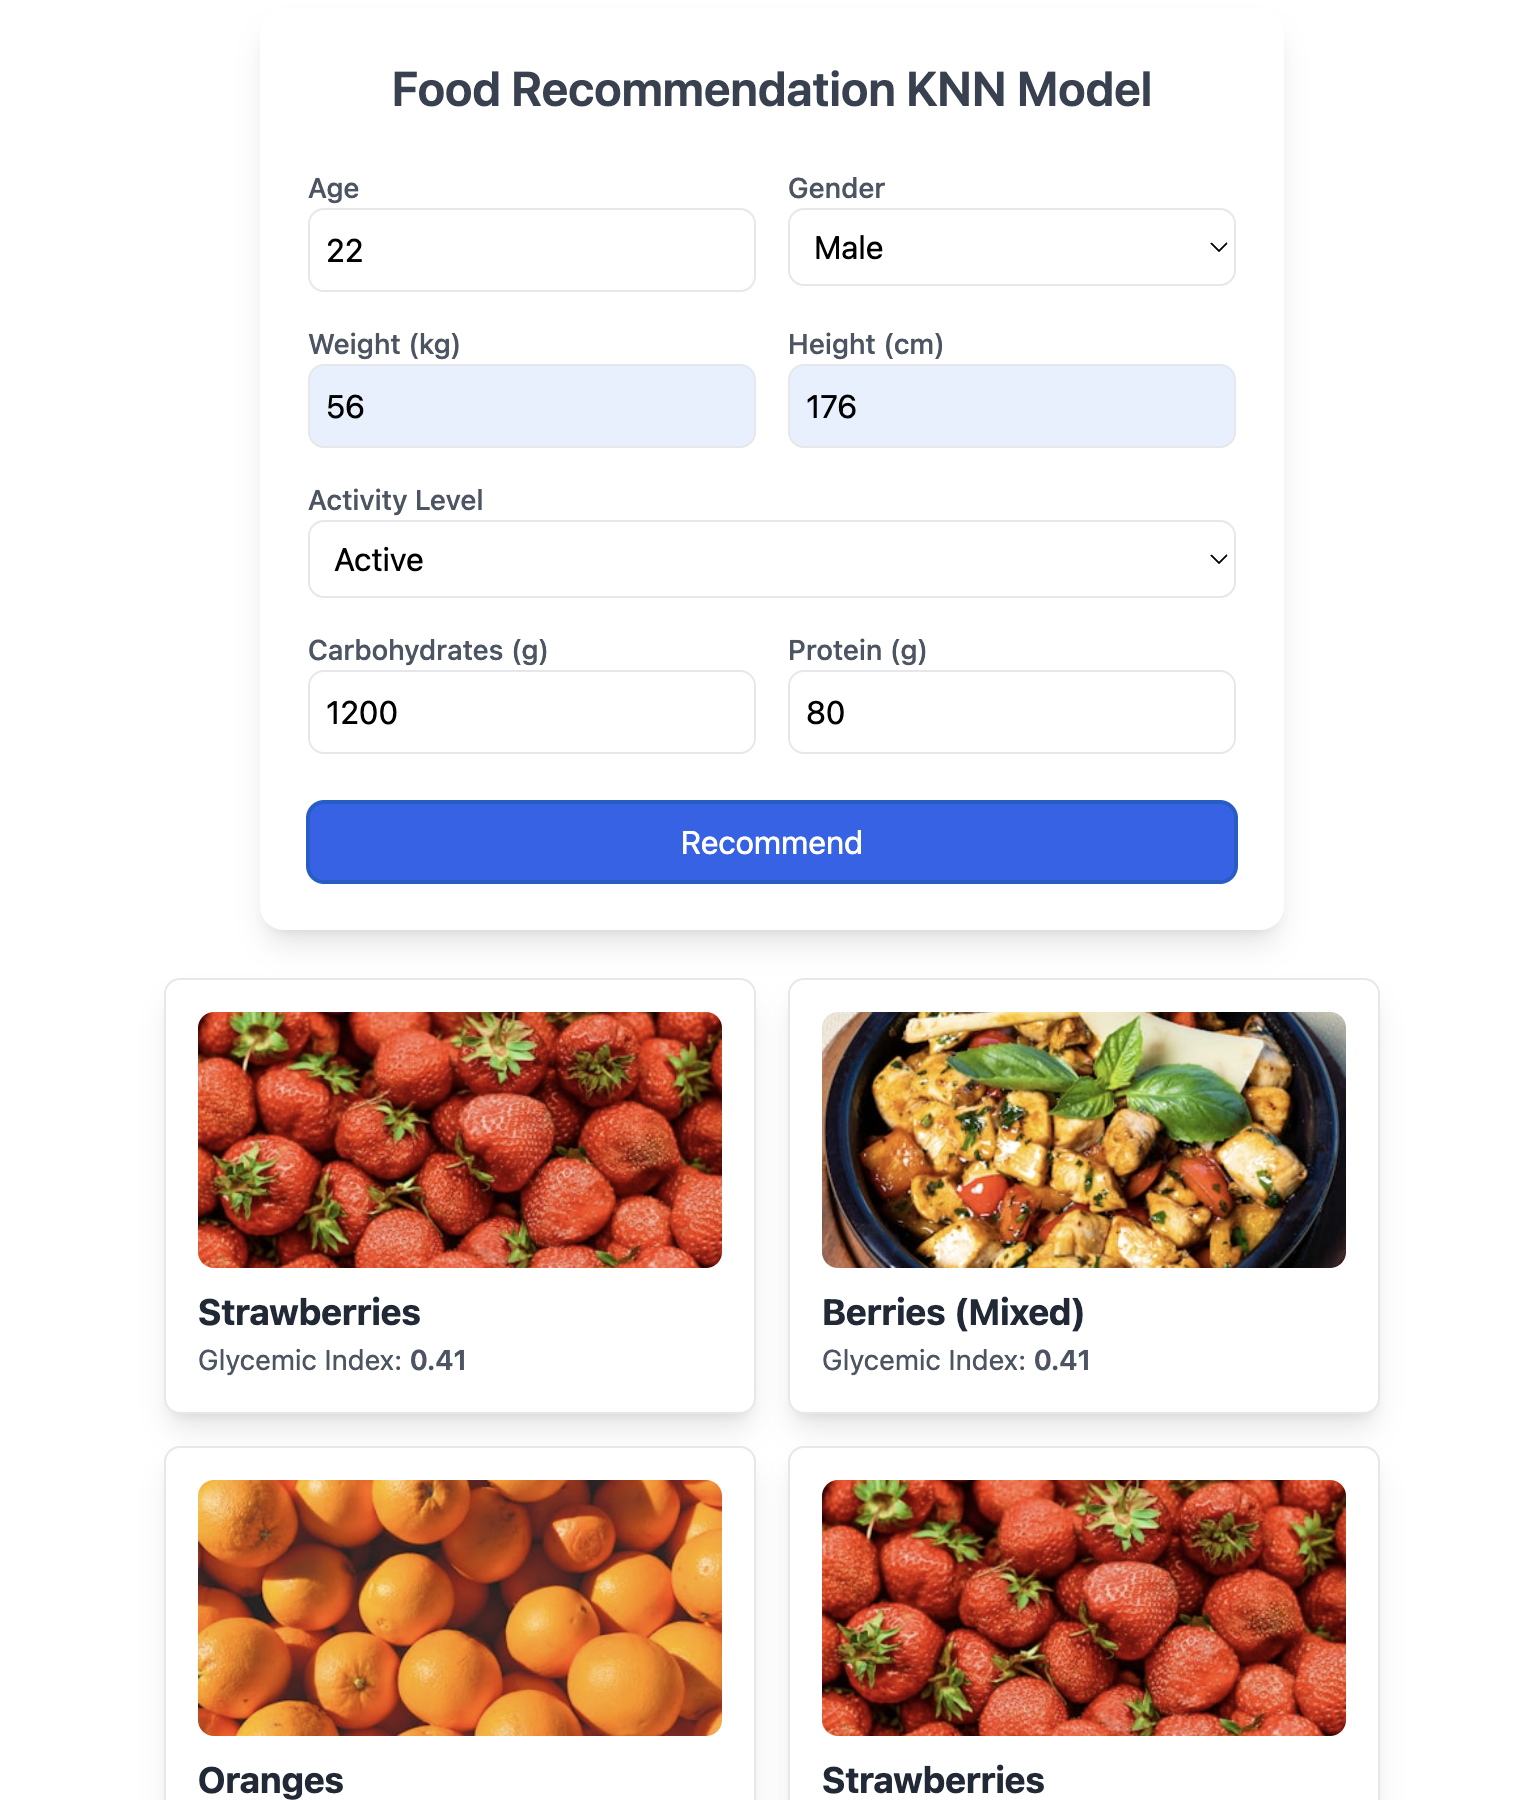 Food Recommendation KNN Model
Age
Gender
22
Male
Weight (kg)
Height (cm)
56
176
Activity Level
Active
Carbohydrates (g)
Protein (g)
1200
80
Recommend
Strawberries
Berries (Mixed)
Glycemic Index: 0.41
Glycemic Index: 0.41
Oranges
Strawberries